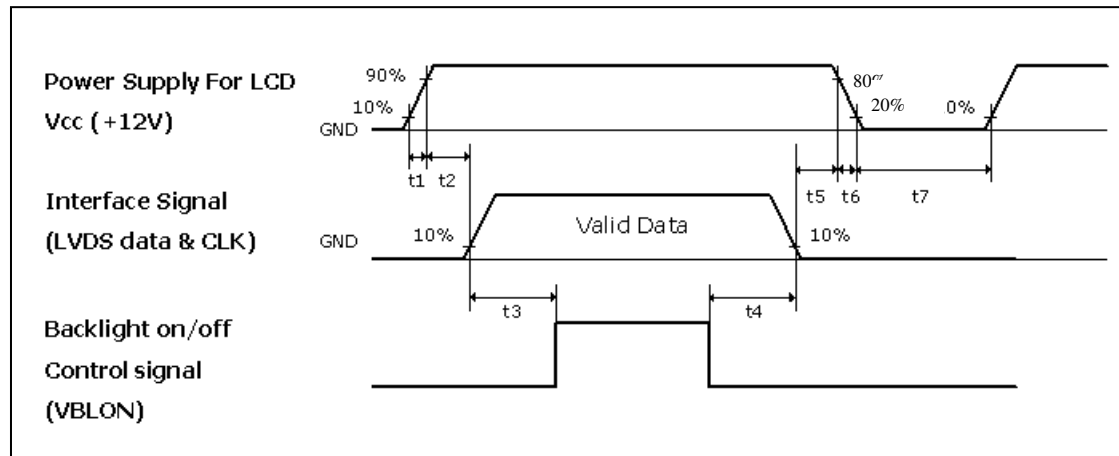 Power Supply For LCD
Vcc (+12V)
90%
10%
GND
20%
0%
t1
t2
t5
t6
t7
Interface Signal
(LVDS data & CLK)
GND
10%
Valid Data
10%
t3
t4
Backlight on/off
Control signal
(VBLON)